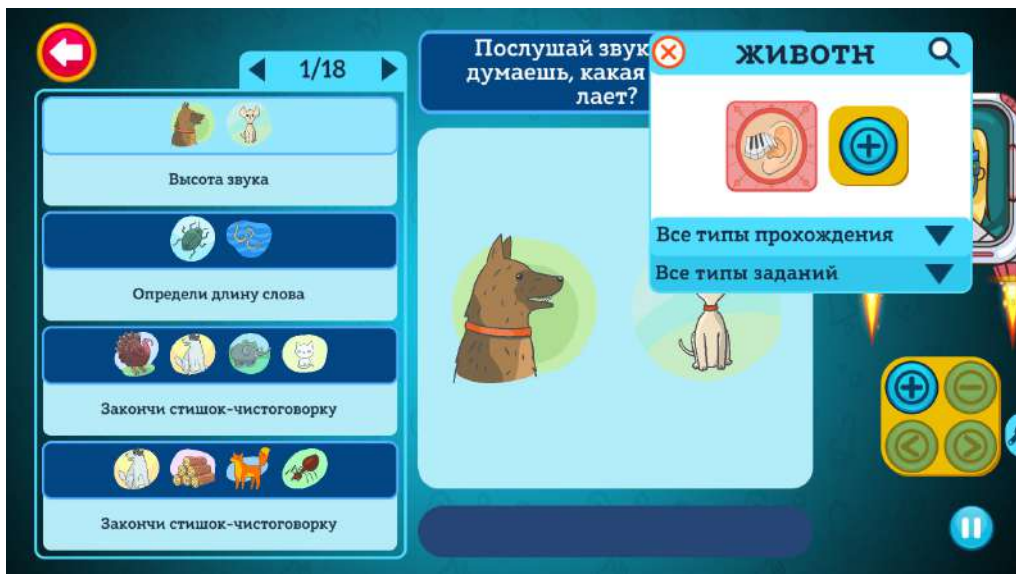 1/18
Высота звука
Определи длину слова
Закончи стишок-чистоговорку
Закончи стишок-чистоговорку
Послушай звук
думаешь, какая
лает?
ЖИВОТН
Все типы прохождения
Все типы заданий